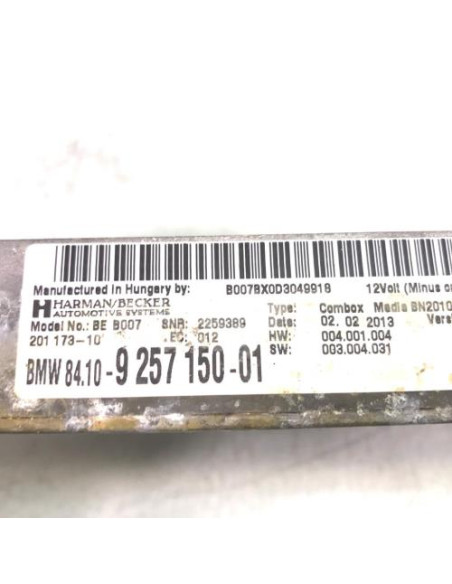 Manufactured in Hungary by: B007BX0D3049918 12Volt (Minus
HARMAN/BECKER
AUTOMOTIVE SYSTEMS Type: Combox Media BN2010
Model No.: BE B007 SNR: 2259389 Date: 02. 02 2013
201 173-10 EC: 012 HW: 004.001.004
SW: 003.004.031
BMW 84.10 - 9 257 150 - 01